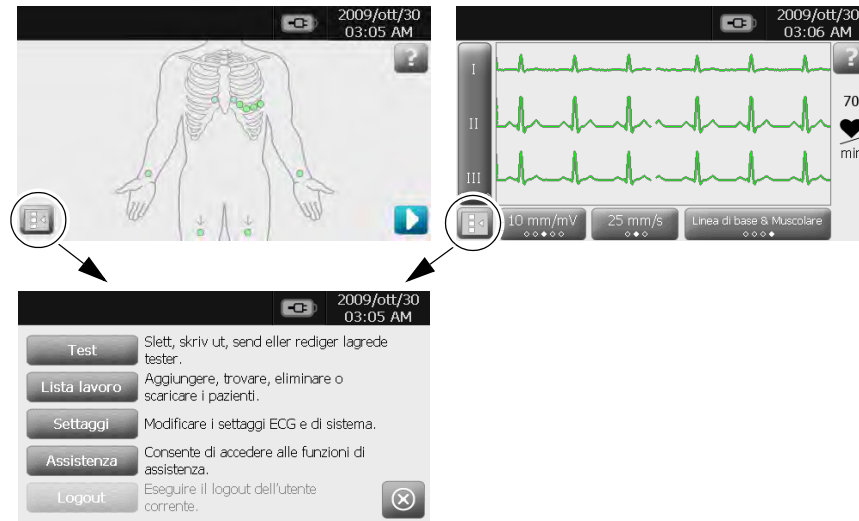 2009/ott/30
03:05 AM
?
2009/ott/30
03:06 AM
I
II
III
?
70
min
10 mm/mV
25 mm/s
Linea di base & Muscolare
2009/ott/30
03:05 AM
Test
Slett, skriv ut, send eller rediger lagrede
tester.
Lista lavoro
Aggiungere, trovare, eliminare o
scaricare i pazienti.
Settaggi
Modificare i settaggi ECG e di sistema.
Assistenza
Consente di accedere alle funzioni di
assistenza.
Logout
Eseguire il logout dell'utente
corrente.